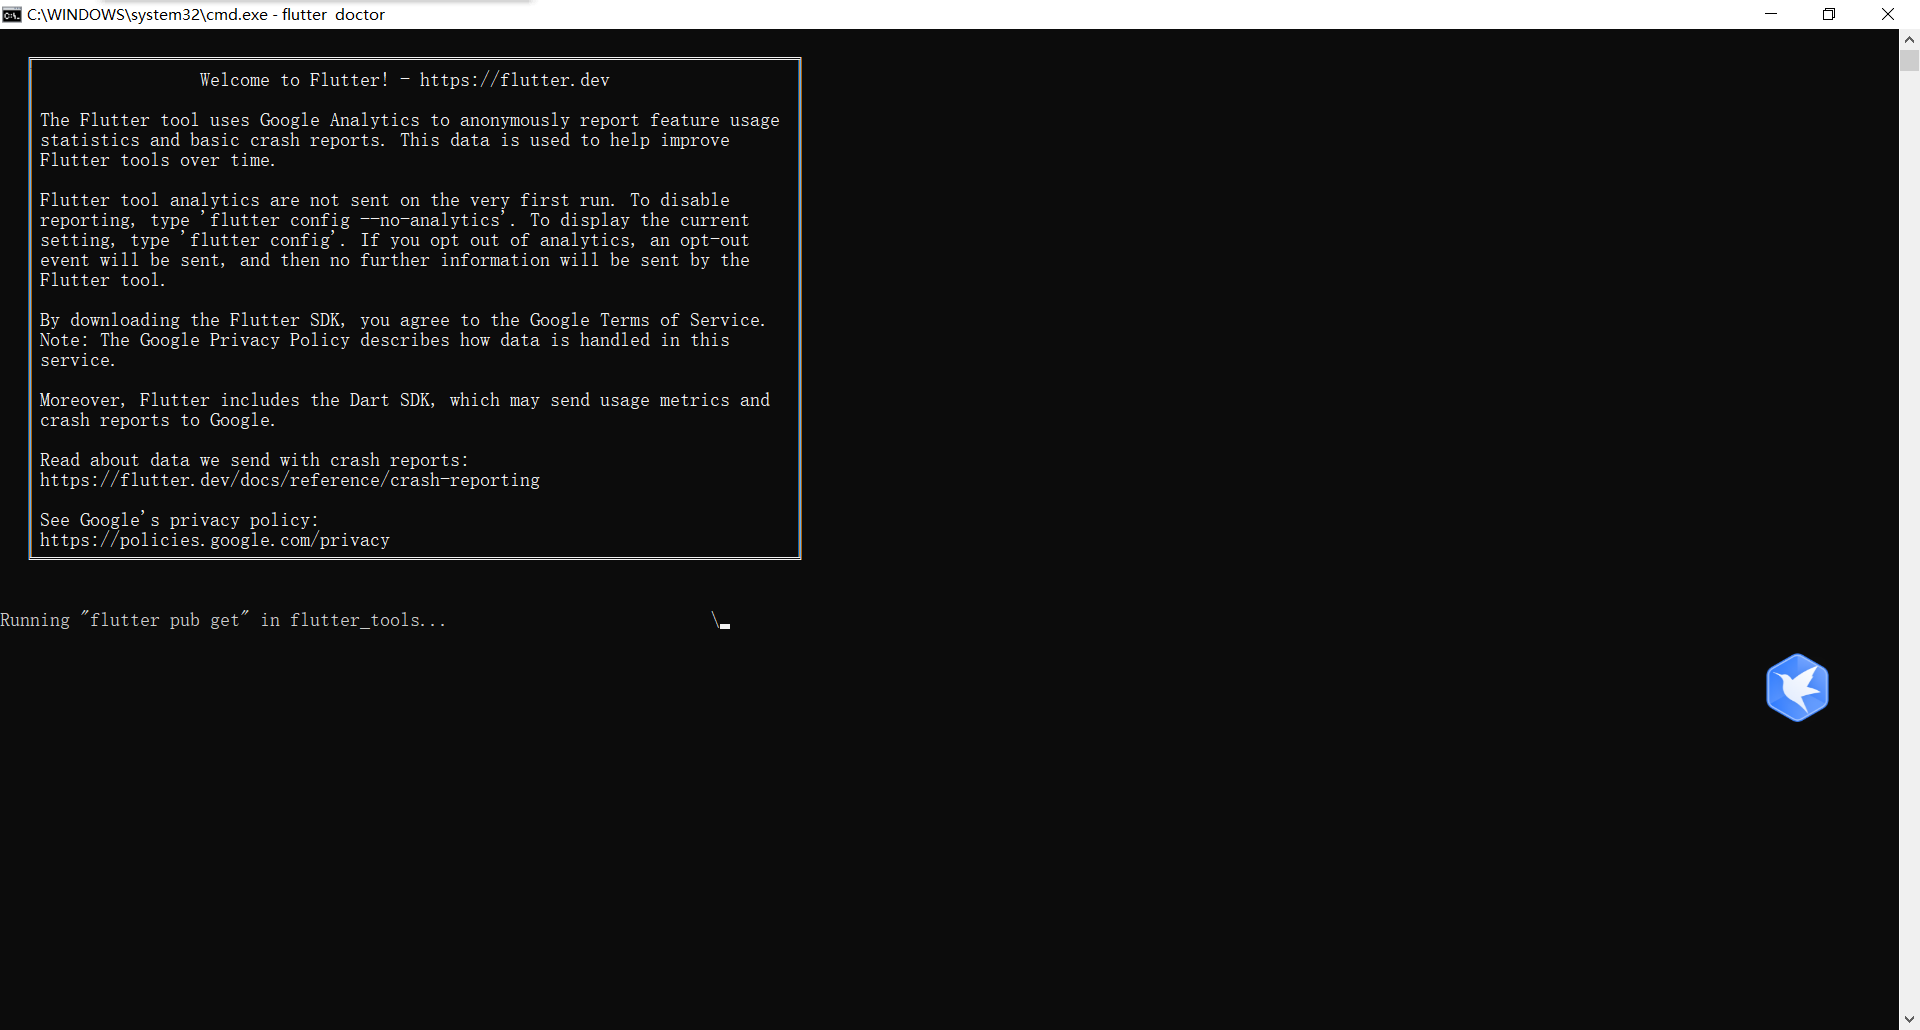 C:\WINDOWS\system32\cmd.exe - flutter  doctor
Welcome to Flutter! - https://flutter.dev
The Flutter tool uses Google Analytics to anonymously report feature usage
statistics and basic crash reports. This data is used to help improve
Flutter tools over time.
Flutter tool analytics are not sent on the very first run. To disable
reporting, type 'flutter config --no-analytics'. To display the current
setting, type 'flutter config'. If you opt out of analytics, an opt-out
event will be sent, and then no further information will be sent by the
Flutter tool.
By downloading the Flutter SDK, you agree to the Google Terms of Service.
Note: The Google Privacy Policy describes how data is handled in this
service.
Moreover, Flutter includes the Dart SDK, which may send usage metrics and
crash reports to Google.
Read about data we send with crash reports:
https://flutter.dev/docs/reference/crash-reporting
See Google's privacy policy:
https://policies.google.com/privacy
Running "flutter pub get" in flutter_tools...                          \